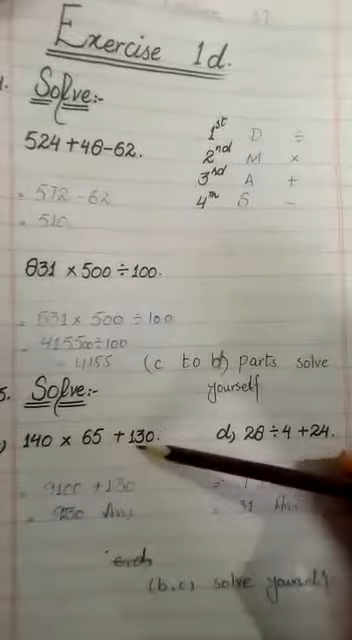 Exercise 1d.
Solve:-
524+48-62.
1st D ÷
2nd M ×
3rd A +
4th S -
= 572 - 62
= 510
831 × 500 ÷ 100.
= 831 × 500 ÷ 100
= 415500÷100
= 4155
(c to b) parts solve
yourself
5. Solve:-
140 × 65 + 130.
d) 28 ÷ 4 + 24.
= 9100 + 130
= 9230 Ans
= 31 Ans
(b,c) solve yourself